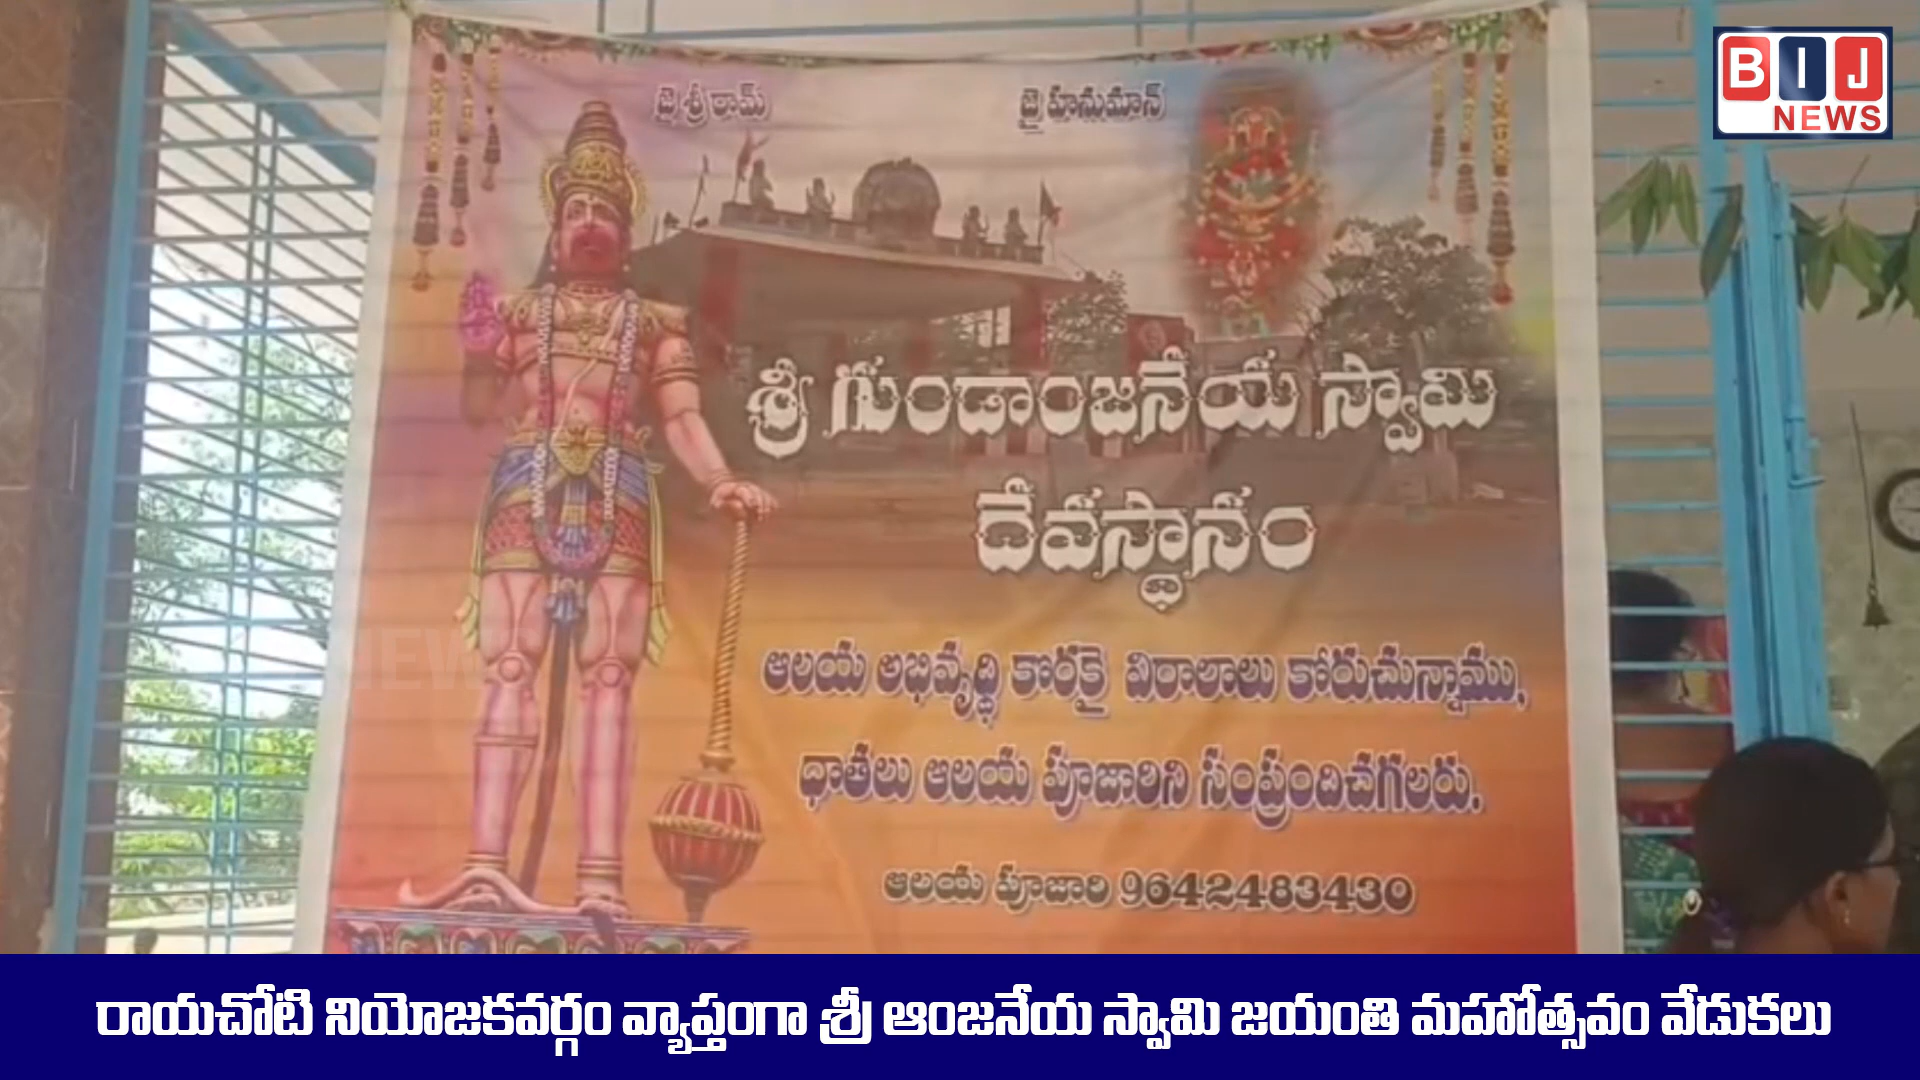 BIJ
NEWS
జై శ్రీ రామ్
జై హనుమాన్
శ్రీ గుండాంజనేయ స్వామి
దేవస్థానం
ఆలయ అభివృద్ధి కొరకై విరాలాలు కోరుచున్నాము,
ధాతలు ఆలయ పూజారిని సంప్రందిచగలరు.
ఆలయ పూజారి 9642483430
NEWS
రాయచోటి నియోజకవర్గం వ్యాప్తంగా శ్రీ ఆంజనేయ స్వామి జయంతి మహోత్సవం వేడుకలు